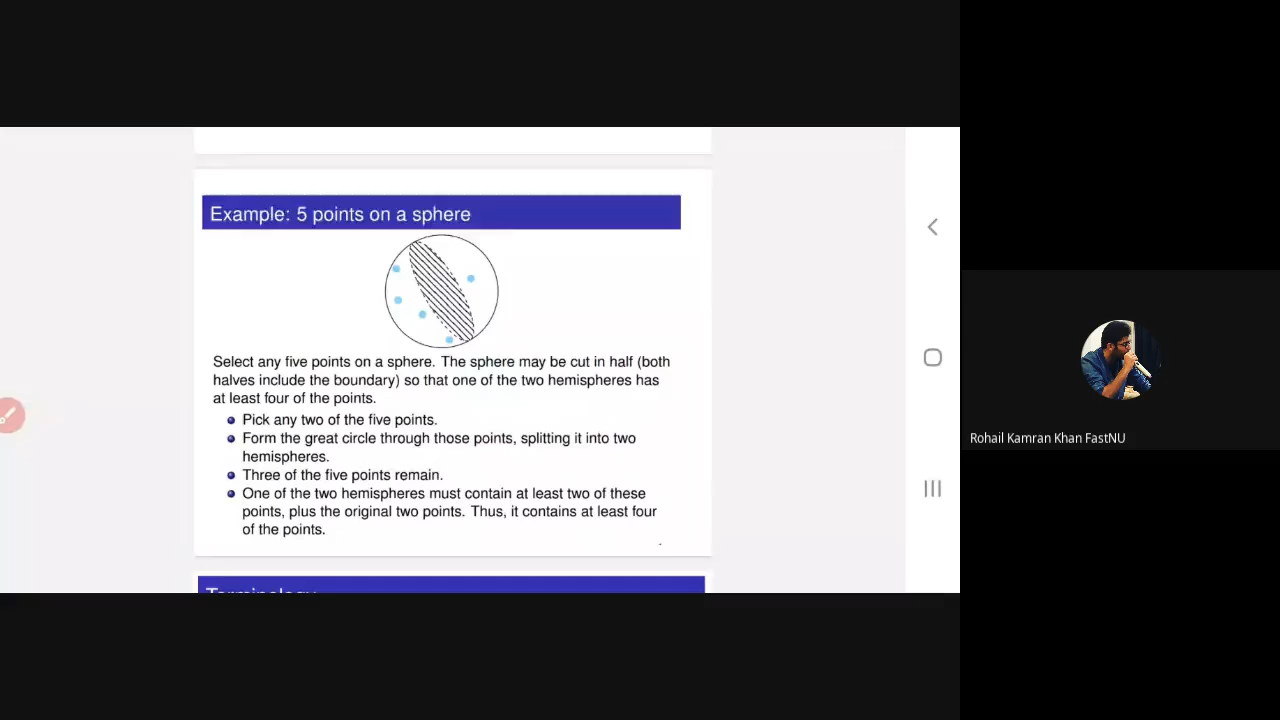 Example: 5 points on a sphere
Select any five points on a sphere. The sphere may be cut in half (both
halves include the boundary) so that one of the two hemispheres has
at least four of the points.
Pick any two of the five points.
Form the great circle through those points, splitting it into two
hemispheres.
Three of the five points remain.
One of the two hemispheres must contain at least two of these
points, plus the original two points. Thus, it contains at least four
of the points.
Terminology
Rohail Kamran Khan FastNU